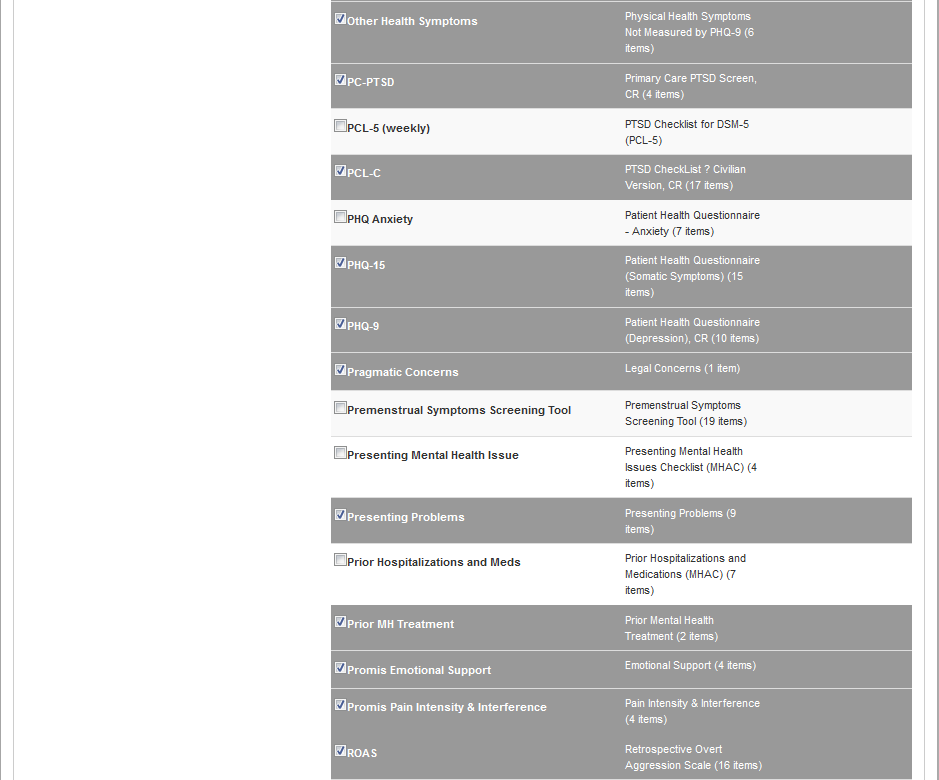 Other Health Symptoms
Physical Health Symptoms
Not Measured by PHQ-9 (6
items)
PC-PTSD
Primary Care PTSD Screen,
CR (4 items)
PCL-5 (weekly)
PTSD Checklist for DSM-5
(PCL-5)
PCL-C
PTSD CheckList ? Civilian
Version, CR (17 items)
PHQ Anxiety
Patient Health Questionnaire
- Anxiety (7 items)
PHQ-15
Patient Health Questionnaire
(Somatic Symptoms) (15
items)
PHQ-9
Patient Health Questionnaire
(Depression), CR (10 items)
Pragmatic Concerns
Legal Concerns (1 item)
Premenstrual Symptoms Screening Tool
Premenstrual Symptoms
Screening Tool (19 items)
Presenting Mental Health Issue
Presenting Mental Health
Issues Checklist (MHAC) (4
items)
Presenting Problems
Presenting Problems (9
items)
Prior Hospitalizations and Meds
Prior Hospitalizations and
Medications (MHAC) (7
items)
Prior MH Treatment
Prior Mental Health
Treatment (2 items)
Promis Emotional Support
Emotional Support (4 items)
Promis Pain Intensity & Interference
Pain Intensity & Interference
(4 items)
ROAS
Retrospective Overt
Aggression Scale (16 items)